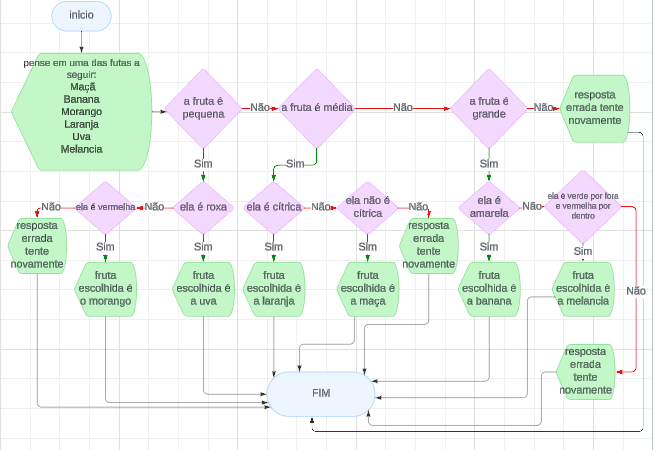 início
pense em uma das futas a
seguir:
Maçã
Banana
Morango
Laranja
Uva
Melancia
a fruta é
pequena
Não
a fruta é média
Não
a fruta é
grande
Não
resposta
errada tente
novamente
Sim
Sim
Sim
Não
ela é vermelha
Não
ela é roxa
ela é cítrica
Não
ela não é
cítrica
Não
ela é
amarela
Não
ela é verde por fora
e vermelha por
dentro
resposta
errada
tente
novamente
Sim
Sim
Sim
Sim
resposta
errada
tente
novamente
Sim
Sim
fruta
escolhida é
o morango
fruta
escolhida é
a uva
fruta
escolhida é
a laranja
fruta
escolhida é
a maça
fruta
escolhida é
a banana
fruta
escolhida é
a melancia
Não
resposta
errada
tente
novamente
FIM